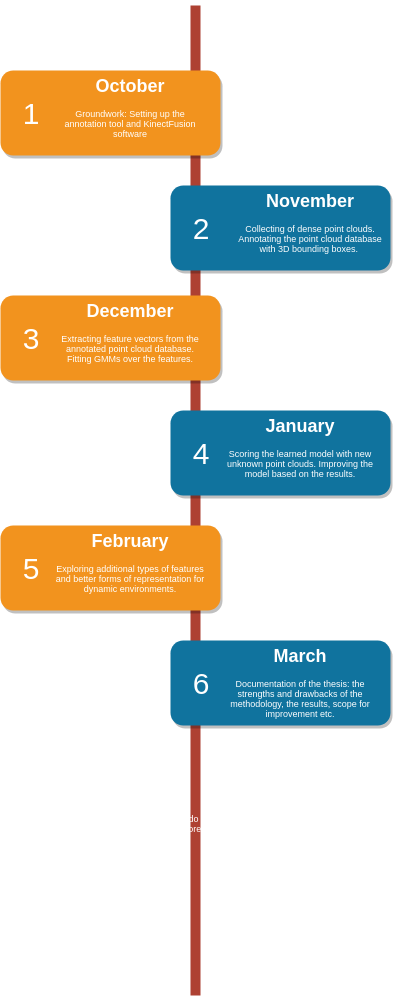 October
1
Groundwork: Setting up the
annotation tool and KinectFusion
software
November
2
Collecting of dense point clouds.
Annotating the point cloud database
with 3D bounding boxes.
December
3
Extracting feature vectors from the
annotated point cloud database.
Fitting GMMs over the features.
January
4
Scoring the learned model with new
unknown point clouds. Improving the
model based on the results.
February
5
Exploring additional types of features
and better forms of representation for
dynamic environments.
March
6
Documentation of the thesis: the
strengths and drawbacks of the
methodology, the results, scope for
improvement etc.
do